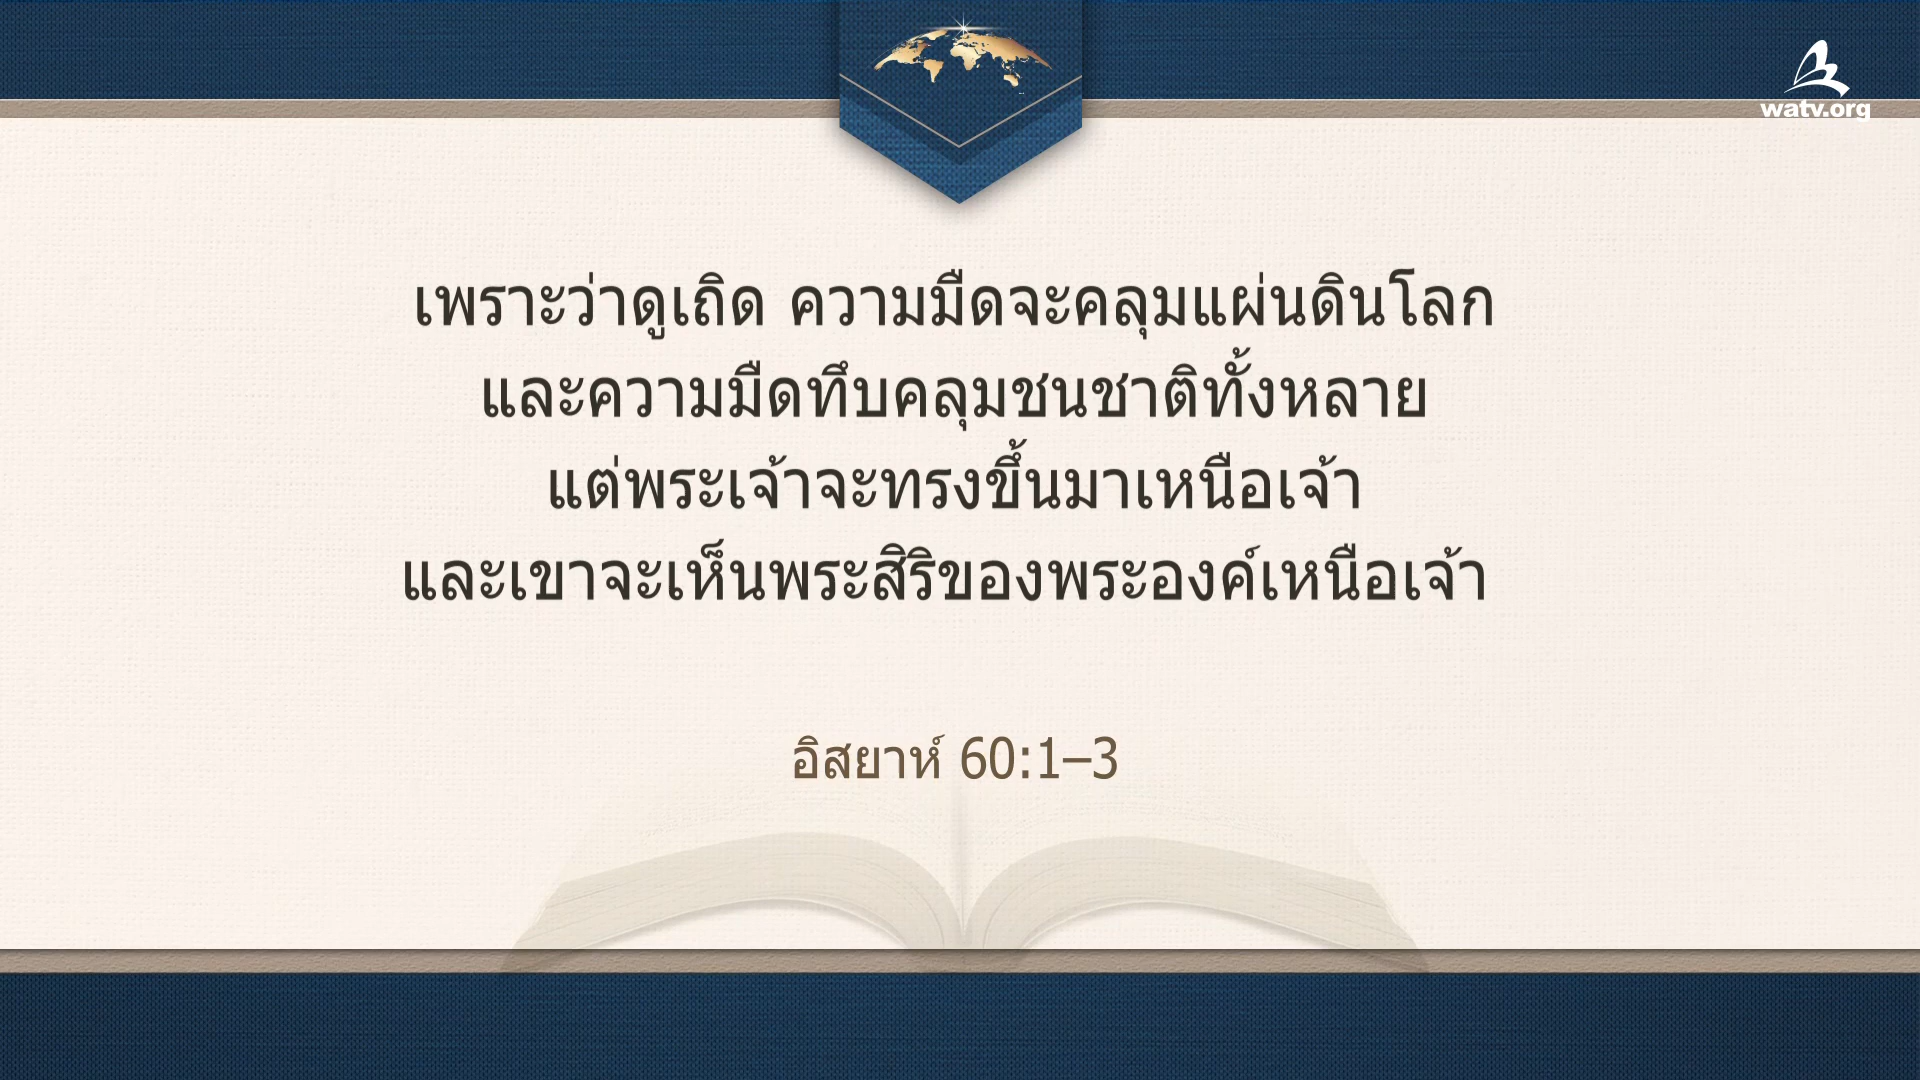 watv.org
เพราะว่าดูเถิด ความมืดจะคลุมแผ่นดินโลก
และความมืดทึบคลุมชนชาติทั้งหลาย
แต่พระเจ้าจะทรงขึ้นมาเหนือเจ้า
และเขาจะเห็นพระสิริของพระองค์เหนือเจ้า
อิสยาห์ 60:1–3